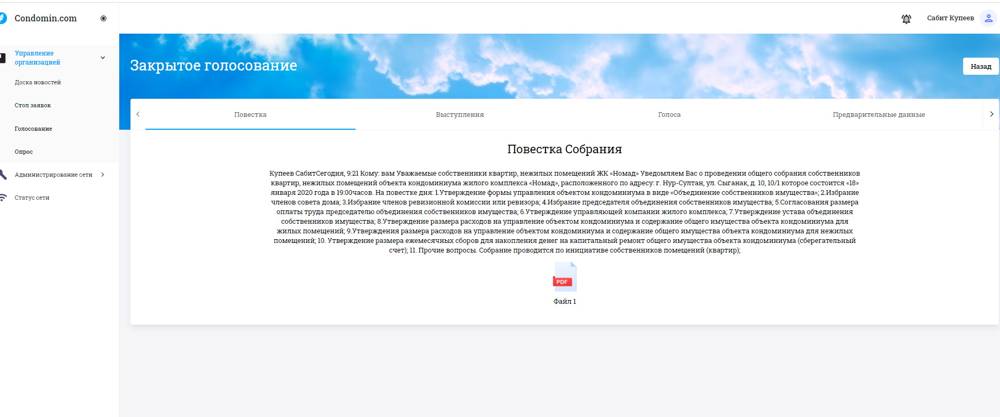 Condomin.com
Сабит Купеев
Управление
организацией
Доска новостей
Стол заявок
Голосование
Опрос
Администрирование сети
Статус сети
Закрытое голосование
Назад
Повестка
Выступления
Голоса
Предварительные данные
Повестка Собрания
Купеев СабитСегодня, 9:21 Кому: вам Уважаемые собственники квартир, нежилых помещений ЖК «Номад» Уведомляем Вас о проведении общего собрания собственников
квартир, нежилых помещений объекта кондоминиума жилого комплекса «Номад», расположенного по адресу: г. Нур-Султан, ул. Сыганак, д. 10, 10/1 которое состоится «18»
января 2020 года в 19:00часов. На повестке дня: 1.Утверждение формы управления объектом кондоминиума в виде «Объединение собственников имущества»; 2.Избрание
членов совета дома; 3.Избрание членов ревизионной комиссии или ревизора; 4.Избрание председателя объединения собственников имущества; 5.Согласования размера
оплаты труда председателю объединения собственников имущества; 6.Утверждение управляющей компании жилого комплекса; 7.Утверждение устава объединения
собственников имущества; 8.Утверждение размера расходов на управление объектом кондоминиума и содержание общего имущества объекта кондоминиума для
жилых помещений; 9.Утверждения размера расходов на управление объектом кондоминиума и содержание общего имущества объекта кондоминиума для нежилых
помещений; 10. Утверждение размера ежемесячных сборов для накопления денег на капитальный ремонт общего имущества объекта кондоминиума (сберегательный
счет); 11. Прочие вопросы. Собрание проводится по инициативе собственников помещений (квартир);
PDF
Файл 1